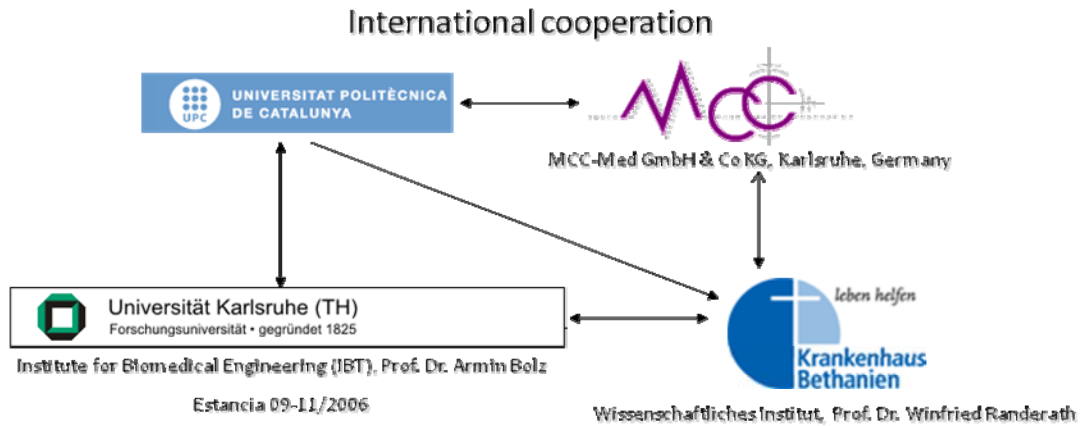 International cooperation
UNIVERSITAT POLITÈCNICA
DE CATALUNYA
UPC
MCC
MCC-Med GmbH & Co KG, Karlsruhe, Germany
Universität Karlsruhe (TH)
Forschungsuniversität • gegründet 1825
Institute for Biomedical Engineering (IBT), Prof. Dr. Armin Bolz
Estancia 09-11/2006
leben helfen
Krankenhaus
Bethanien
Wissenschaftliches Institut, Prof. Dr. Winfried Randerath